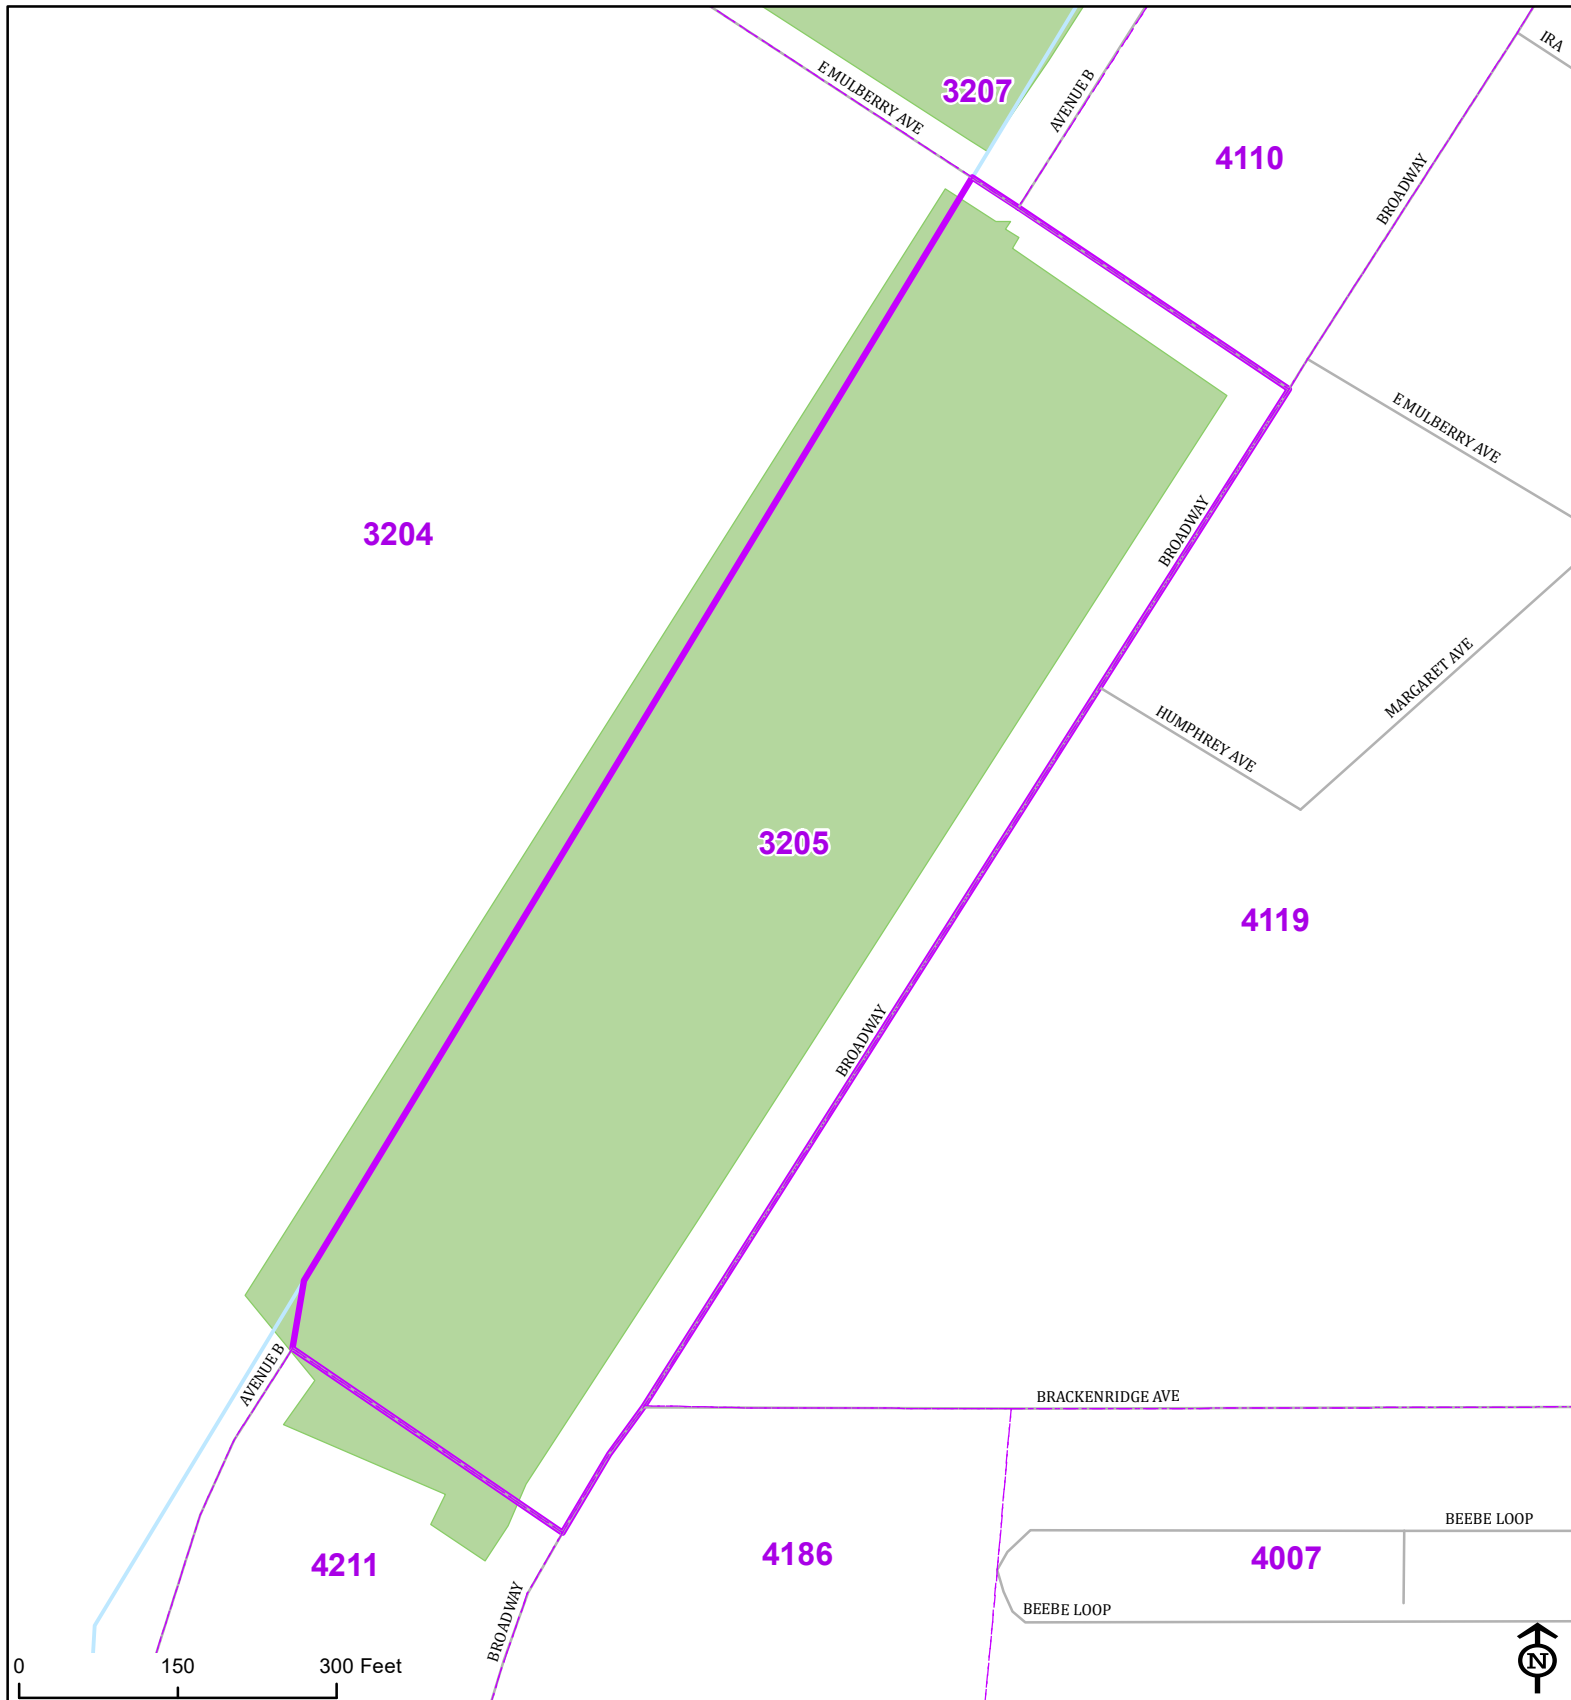 IRA
E MULBERRY AVE
3207
AVENUE B
4110
BROADWAY
E MULBERRY AVE
3204
BROADWAY
MARGARET AVE
HUMPHREY AVE
3205
4119
BROADWAY
AVENUE B
BRACKENRIDGE AVE
BEEBE LOOP
4211
4186
4007
BEEBE LOOP
BROADWAY
N
0 150 300 Feet